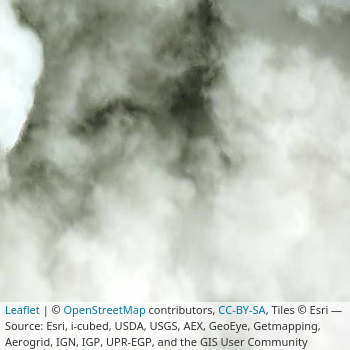 Leaflet | © OpenStreetMap contributors, CC-BY-SA, Tiles © Esri —
Source: Esri, i-cubed, USDA, USGS, AEX, GeoEye, Getmapping,
Aerogrid, IGN, IGP, UPR-EGP, and the GIS User Community